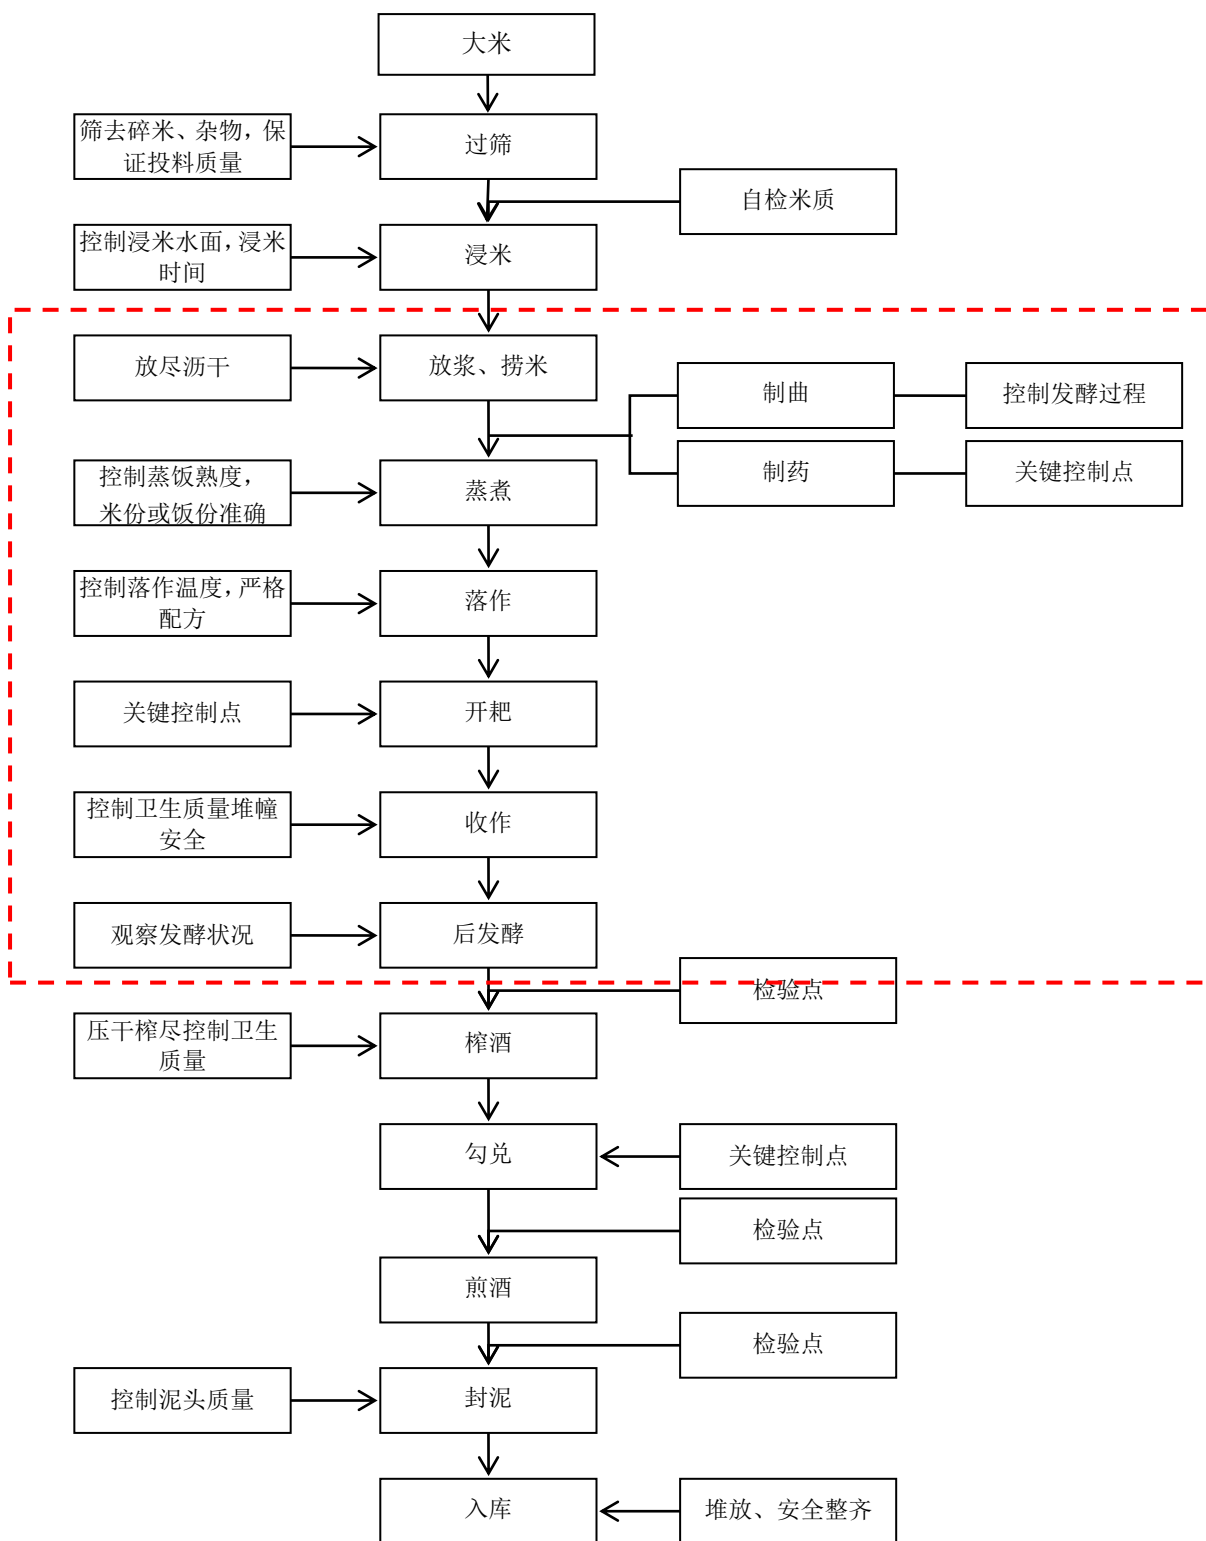 大米
筛去碎米、杂物，保
证投料质量
过筛
自检米质
控制浸米水面，浸米
时间
浸米
放尽沥干
放浆、捞米
制曲
控制发酵过程
控制蒸饭熟度，
米份或饭份准确
蒸煮
制药
关键控制点
控制落作温度，严格
配方
落作
关键控制点
开耙
控制卫生质量堆幢
安全
收作
观察发酵状况
后发酵
检验点
压干榨尽控制卫生
质量
榨酒
勾兑
关键控制点
检验点
煎酒
检验点
控制泥头质量
封泥
入库
堆放、安全整齐